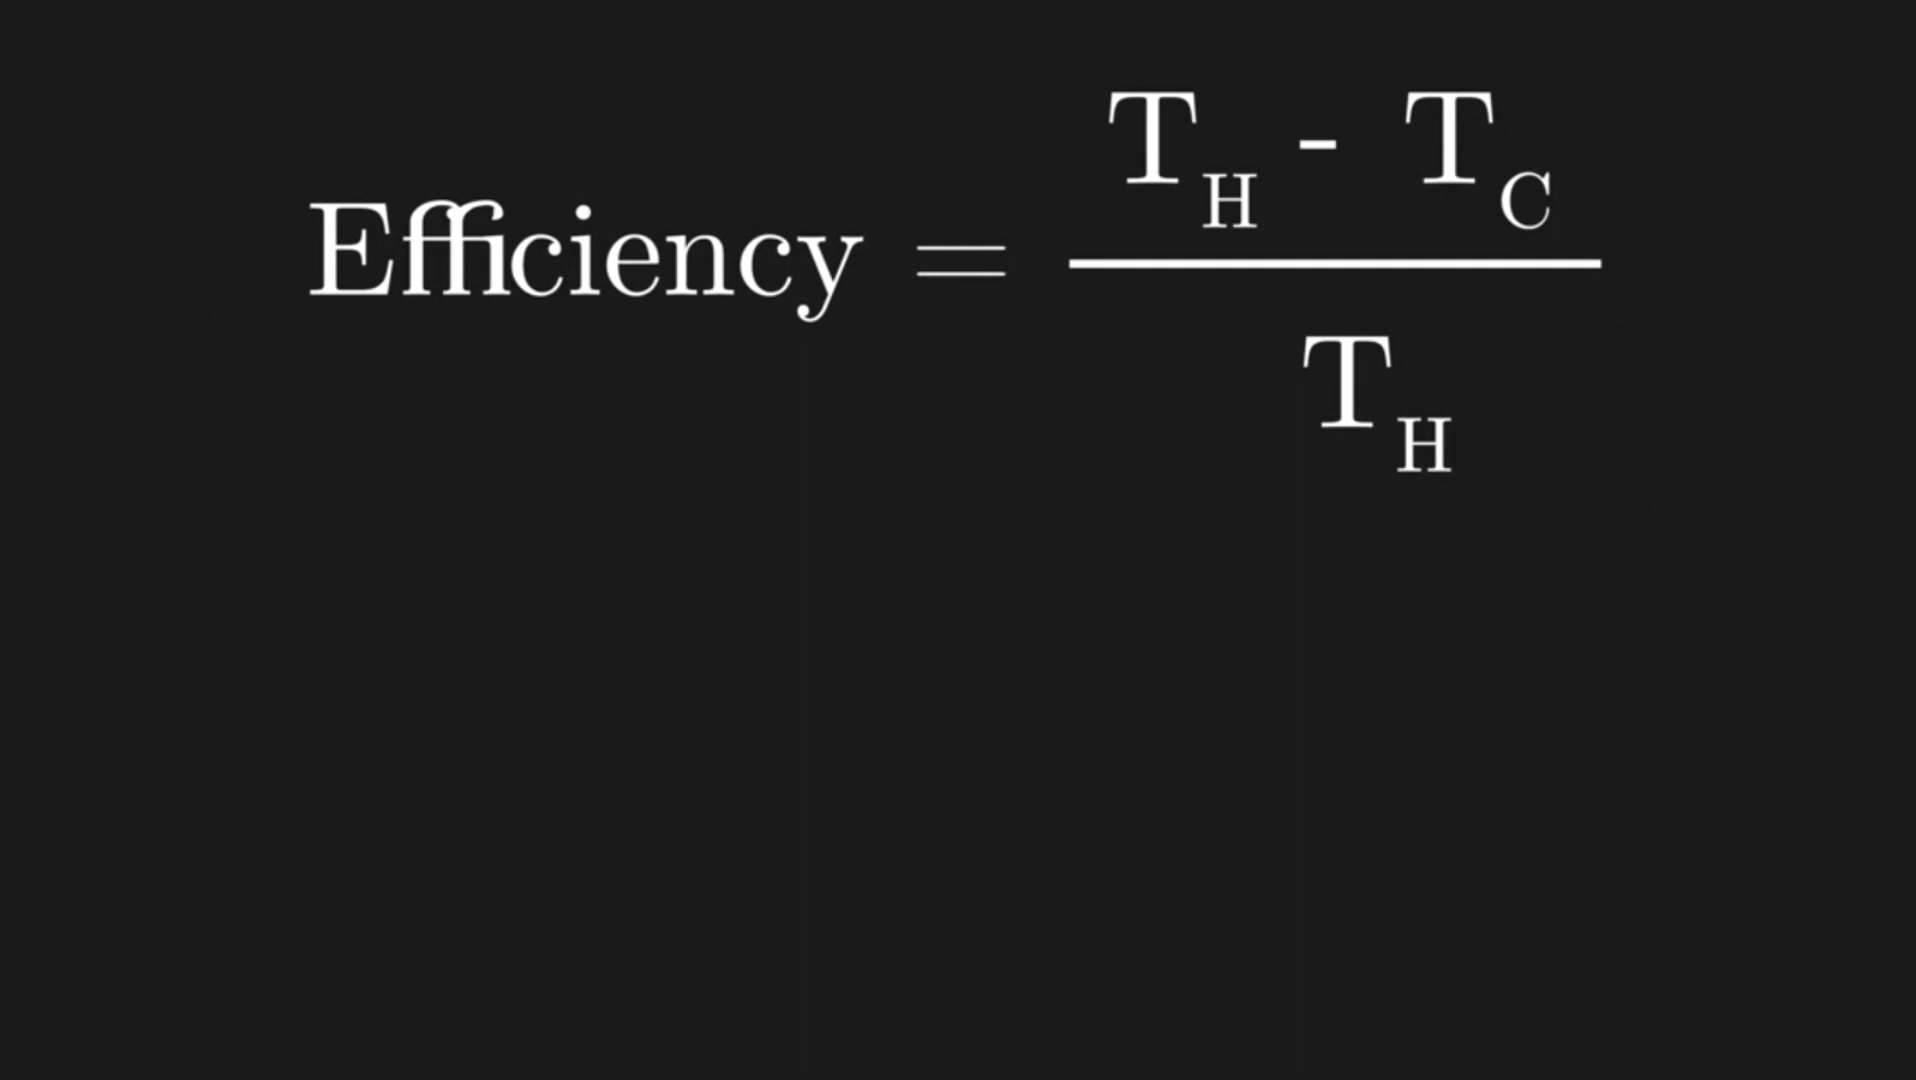 T_H - T_C
Efficiency =
T_H